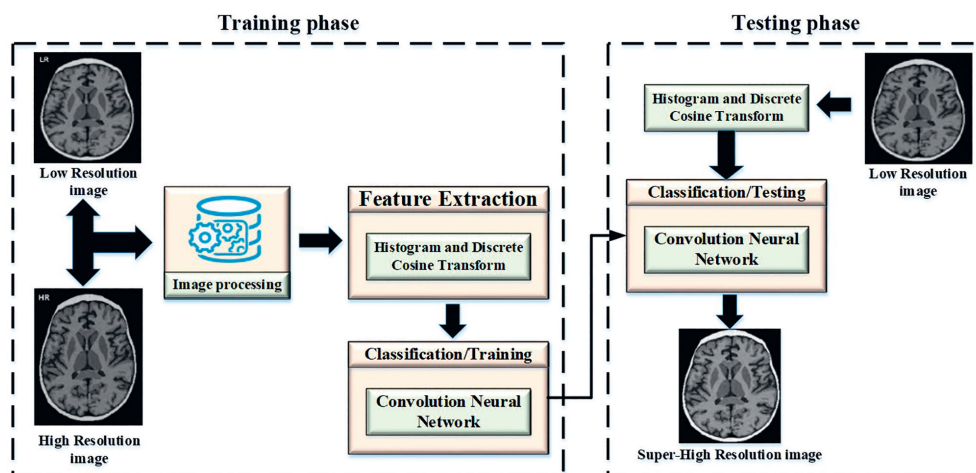 Training phase
LR
Low Resolution
image
HR
High Resolution
image
Image processing
Feature Extraction
Histogram and Discrete
Cosine Transform
Classification/Training
Convolution Neural
Network
Testing phase
Histogram and Discrete
Cosine Transform
Low Resolution
image
Classification/Testing
Convolution Neural
Network
Super-High Resolution image